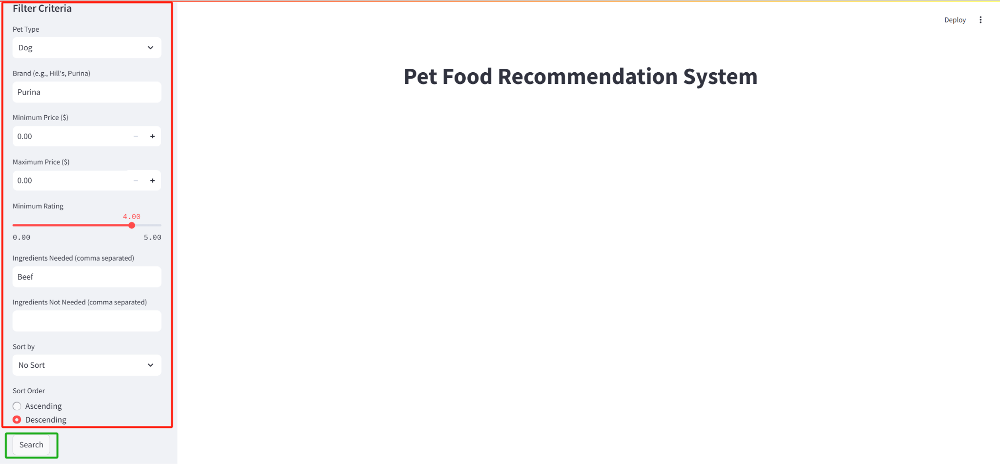 Filter Criteria
Pet Type
Dog
Brand (e.g., Hill's, Purina)
Purina
Minimum Price ($)
0.00
Maximum Price ($)
0.00
Minimum Rating
4.00
0.00 5.00
Ingredients Needed (comma separated)
Beef
Ingredients Not Needed (comma separated)
Sort by
No Sort
Sort Order
Ascending
Descending
Search
Deploy
Pet Food Recommendation System